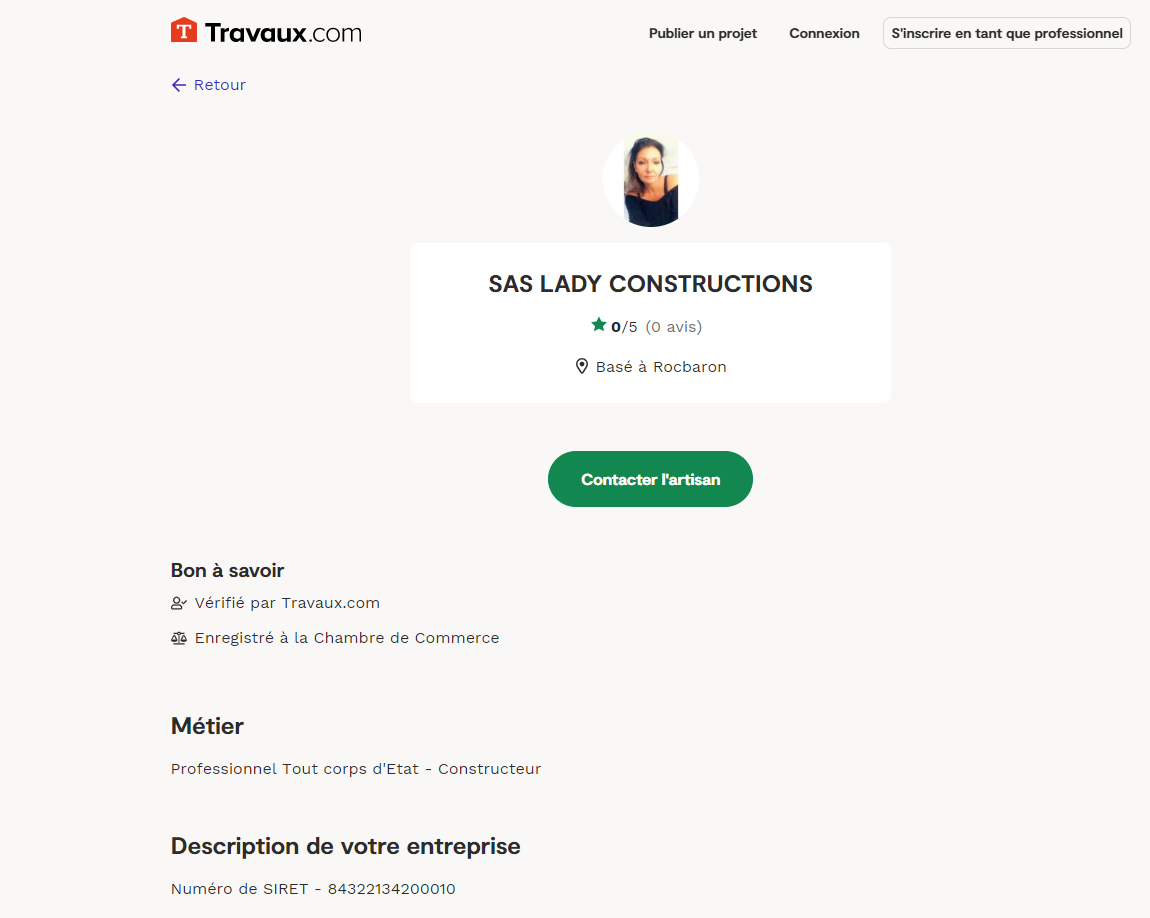 T Travaux.com
Publier un projet Connexion S'inscrire en tant que professionnel
← Retour
SAS LADY CONSTRUCTIONS
★ 0/5 (0 avis)
Basé à Rocbaron
Contacter l'artisan
Bon à savoir
Vérifié par Travaux.com
Enregistré à la Chambre de Commerce
Métier
Professionnel Tout corps d'Etat - Constructeur
Description de votre entreprise
Numéro de SIRET - 84322134200010